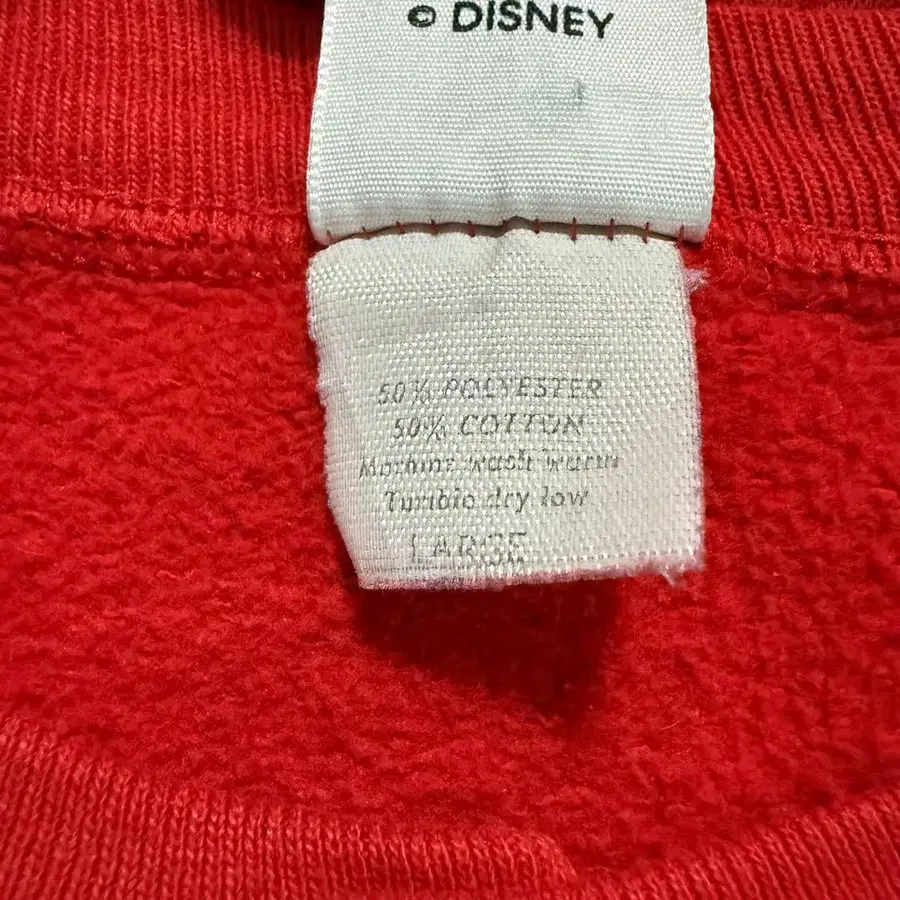 © DISNEY
50% POLYESTER
50% COTTON
Machine wash warm
Tumble dry low
LARGE